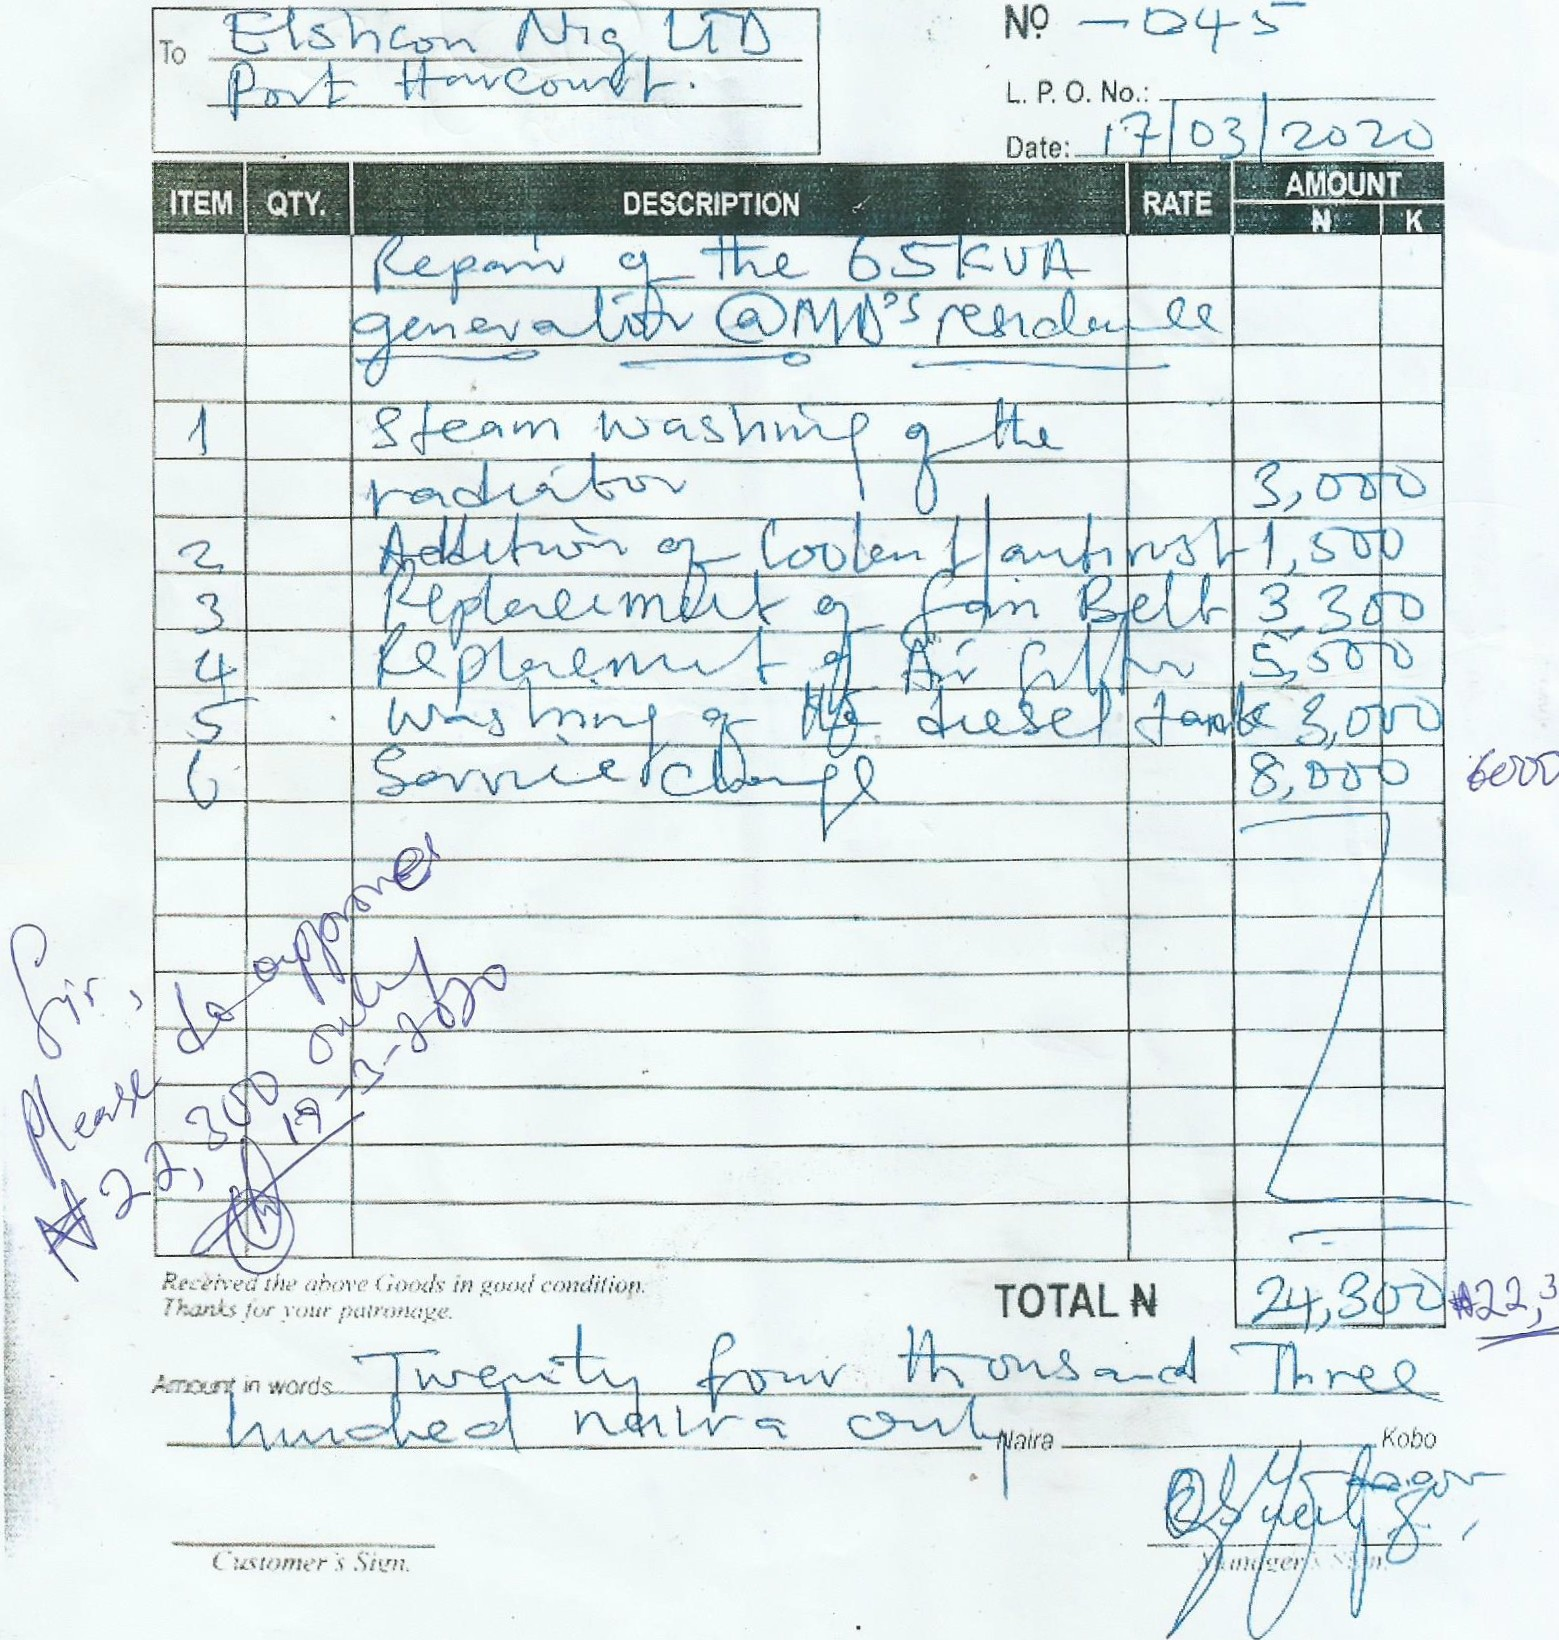 To Elshcon Nig LTD
Port Harcourt.
No -045
L. P. O. No.:
Date: 17/03/2020
ITEM QTY. DESCRIPTION RATE AMOUNT
N K
Repair of the 65KVA
generator @MD's residence
1 Steam washing of the
radiator 3,000
2 Addition of Coolant/antirust 1,500
3 Replacement of fan Belt 3,300
4 Replacement of Air filter 5,500
5 Washing of the diesel tank 3,000
6 Service Charge 8,000 6000
Sir,
Please do approve
₦22,300 only
19-3-2020
Received the above Goods in good condition.
Thanks for your patronage.
TOTAL ₦ 24,300 ₦22,3
Amount in words Twenty four thousand Three
hundred naira only Naira Kobo
Customer's Sign.
Manager's Sign.